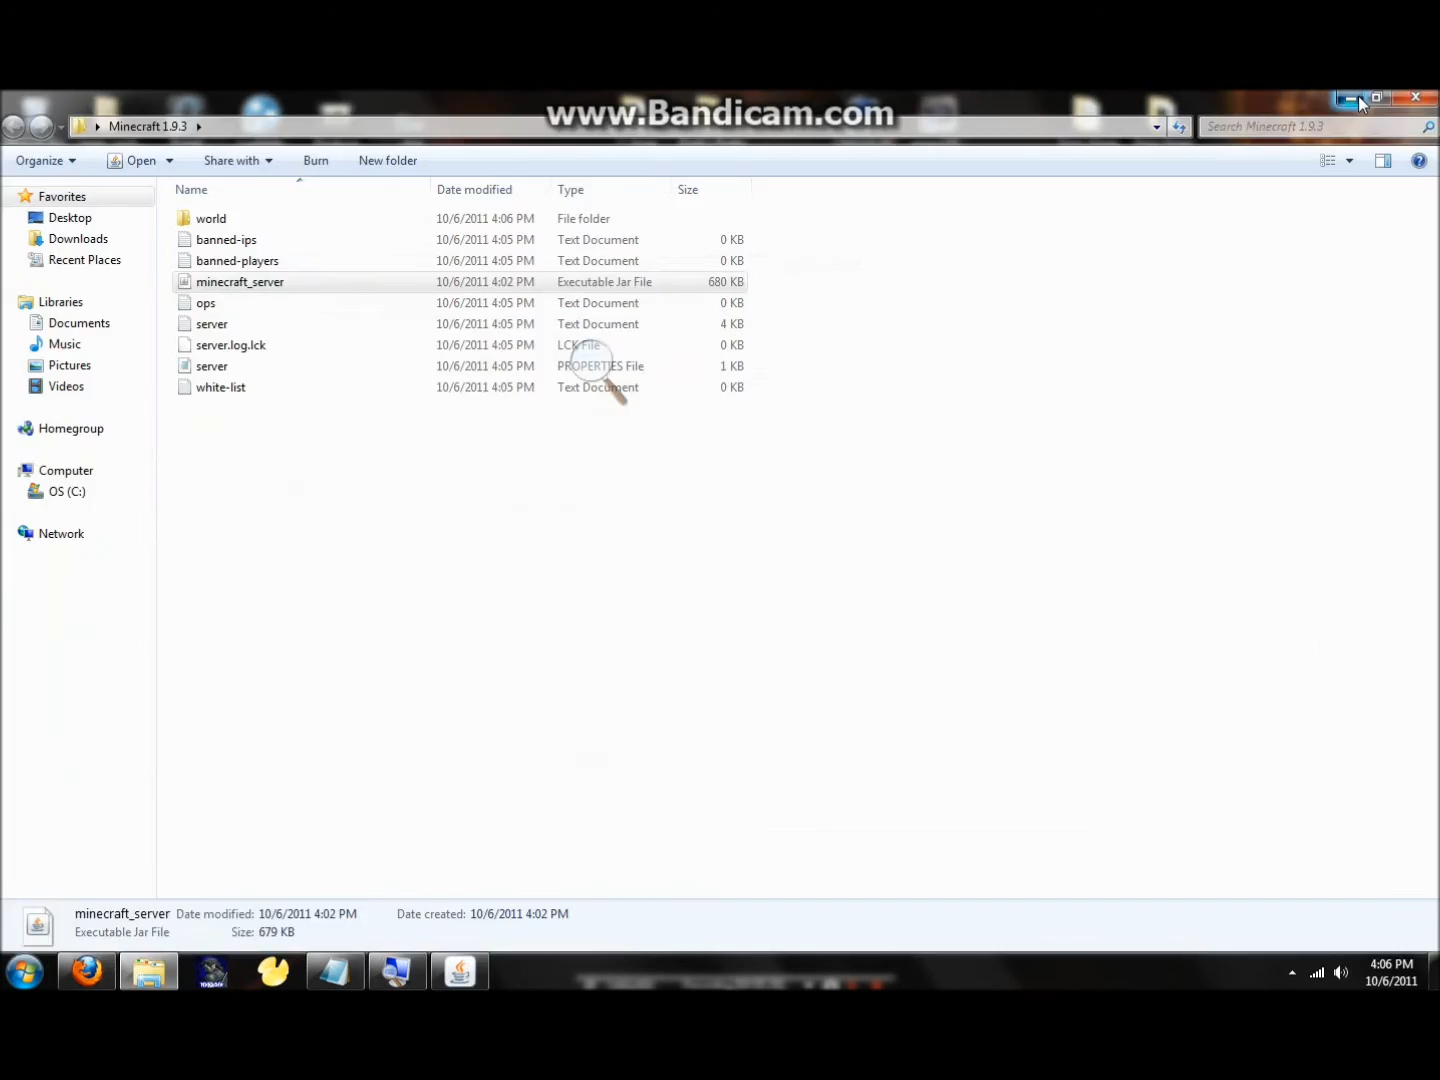 www.Bandicam.com
Minecraft 1.9.3
Search Minecraft 1.9.3
Organize Open Share with Burn New folder
Name Date modified Type Size
Favorites
Desktop
Downloads
Recent Places
Libraries
Documents
Music
Pictures
Videos
Homegroup
Computer
OS (C:)
Network
world 10/6/2011 4:06 PM File folder
banned-ips 10/6/2011 4:05 PM Text Document 0 KB
banned-players 10/6/2011 4:05 PM Text Document 0 KB
minecraft_server 10/6/2011 4:02 PM Executable Jar File 680 KB
ops 10/6/2011 4:05 PM Text Document 0 KB
server 10/6/2011 4:05 PM Text Document 4 KB
server.log.lck 10/6/2011 4:05 PM LCK File 0 KB
server 10/6/2011 4:05 PM PROPERTIES File 1 KB
white-list 10/6/2011 4:05 PM Text Document 0 KB
minecraft_server Date modified: 10/6/2011 4:02 PM Date created: 10/6/2011 4:02 PM
Executable Jar File Size: 679 KB
4:06 PM
10/6/2011